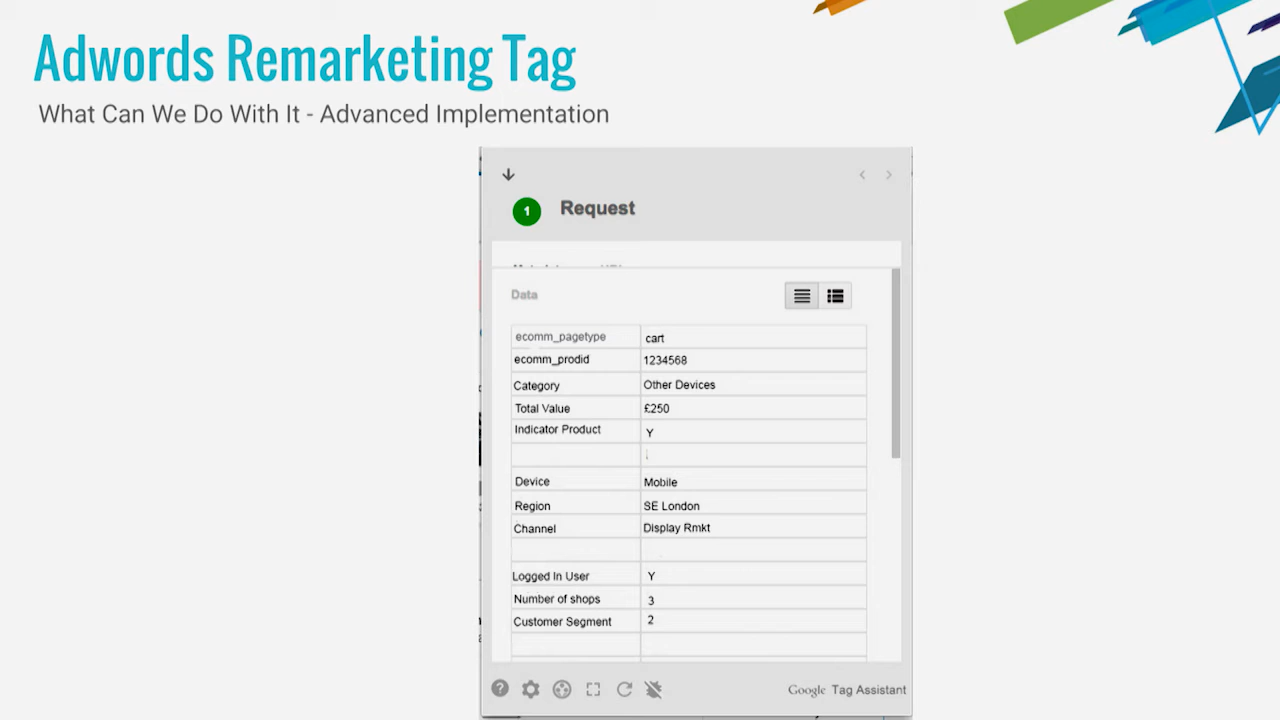 Adwords Remarketing Tag
What Can We Do With It - Advanced Implementation
1 Request
Data
ecomm_pagetype cart
ecomm_prodid 1234568
Category Other Devices
Total Value £250
Indicator Product Y
Device Mobile
Region SE London
Channel Display Rmkt
Logged In User Y
Number of shops 3
Customer Segment 2
Google Tag Assistant